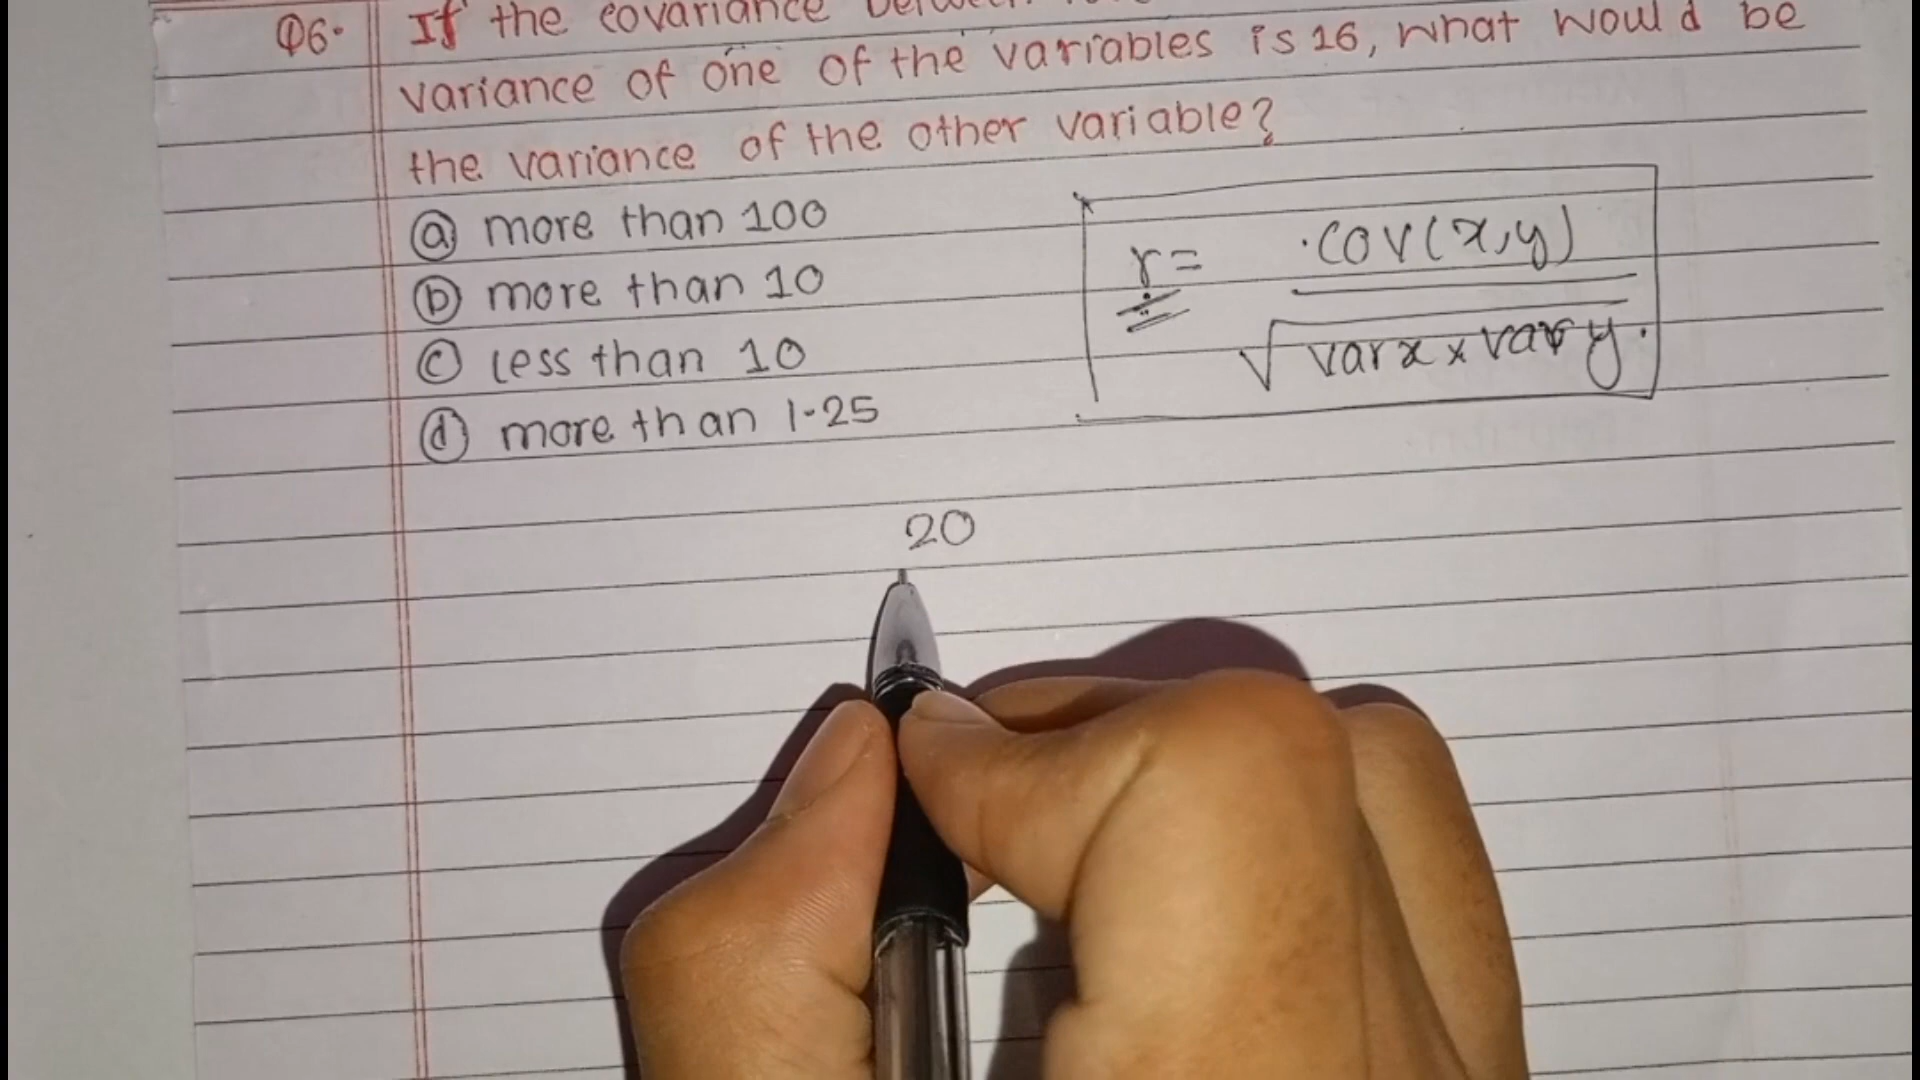 Q6. If the covariance between
variance of one of the variables is 16, what would be
the variance of the other variable?
(a) more than 100
(b) more than 10
(c) less than 10
(d) more than 1.25
r = cov(x,y)
√var x × var y.
20